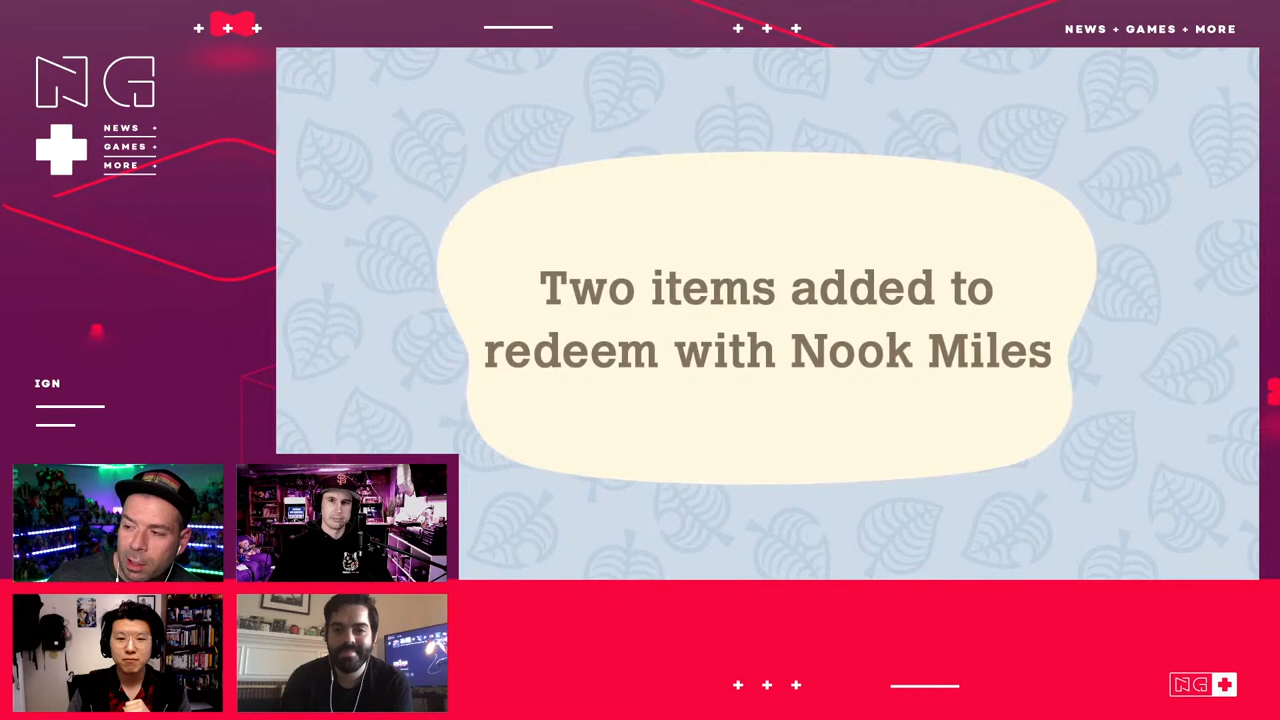 NEWS + GAMES + MORE
NG
NEWS +
GAMES +
MORE +
Two items added to
redeem with Nook Miles
IGN
NG